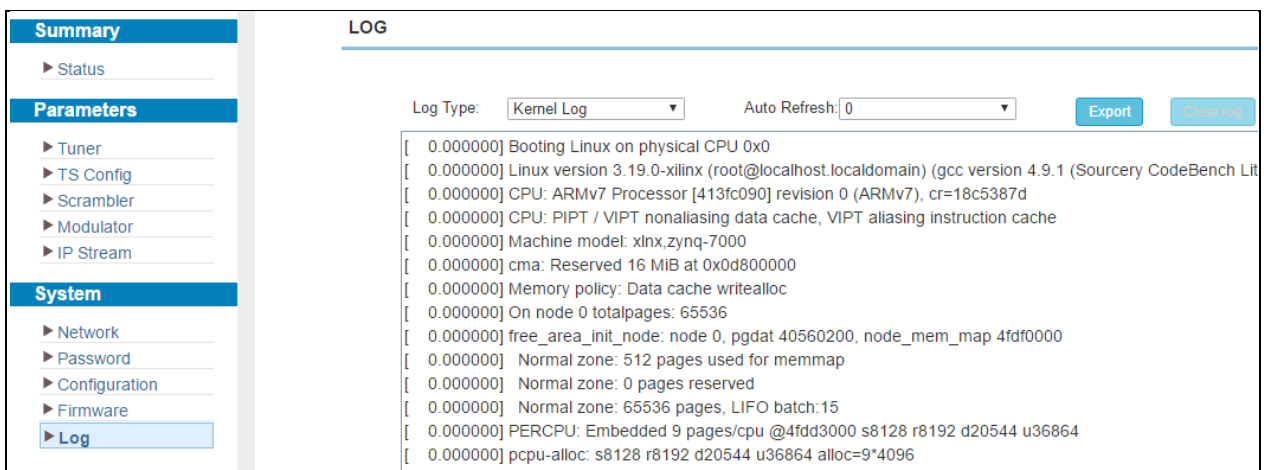 Summary
Status
Parameters
Tuner
TS Config
Scrambler
Modulator
IP Stream
System
Network
Password
Configuration
Firmware
Log
LOG
Log Type: Kernel Log Auto Refresh: 0 Export Clear log
[ 0.000000] Booting Linux on physical CPU 0x0
[ 0.000000] Linux version 3.19.0-xilinx (root@localhost.localdomain) (gcc version 4.9.1 (Sourcery CodeBench Lit
[ 0.000000] CPU: ARMv7 Processor [413fc090] revision 0 (ARMv7), cr=18c5387d
[ 0.000000] CPU: PIPT / VIPT nonaliasing data cache, VIPT aliasing instruction cache
[ 0.000000] Machine model: xlnx,zynq-7000
[ 0.000000] cma: Reserved 16 MiB at 0x0d800000
[ 0.000000] Memory policy: Data cache writealloc
[ 0.000000] On node 0 totalpages: 65536
[ 0.000000] free_area_init_node: node 0, pgdat 40560200, node_mem_map 4fdf0000
[ 0.000000] Normal zone: 512 pages used for memmap
[ 0.000000] Normal zone: 0 pages reserved
[ 0.000000] Normal zone: 65536 pages, LIFO batch:15
[ 0.000000] PERCPU: Embedded 9 pages/cpu @4fdd3000 s8128 r8192 d20544 u36864
[ 0.000000] pcpu-alloc: s8128 r8192 d20544 u36864 alloc=9*4096